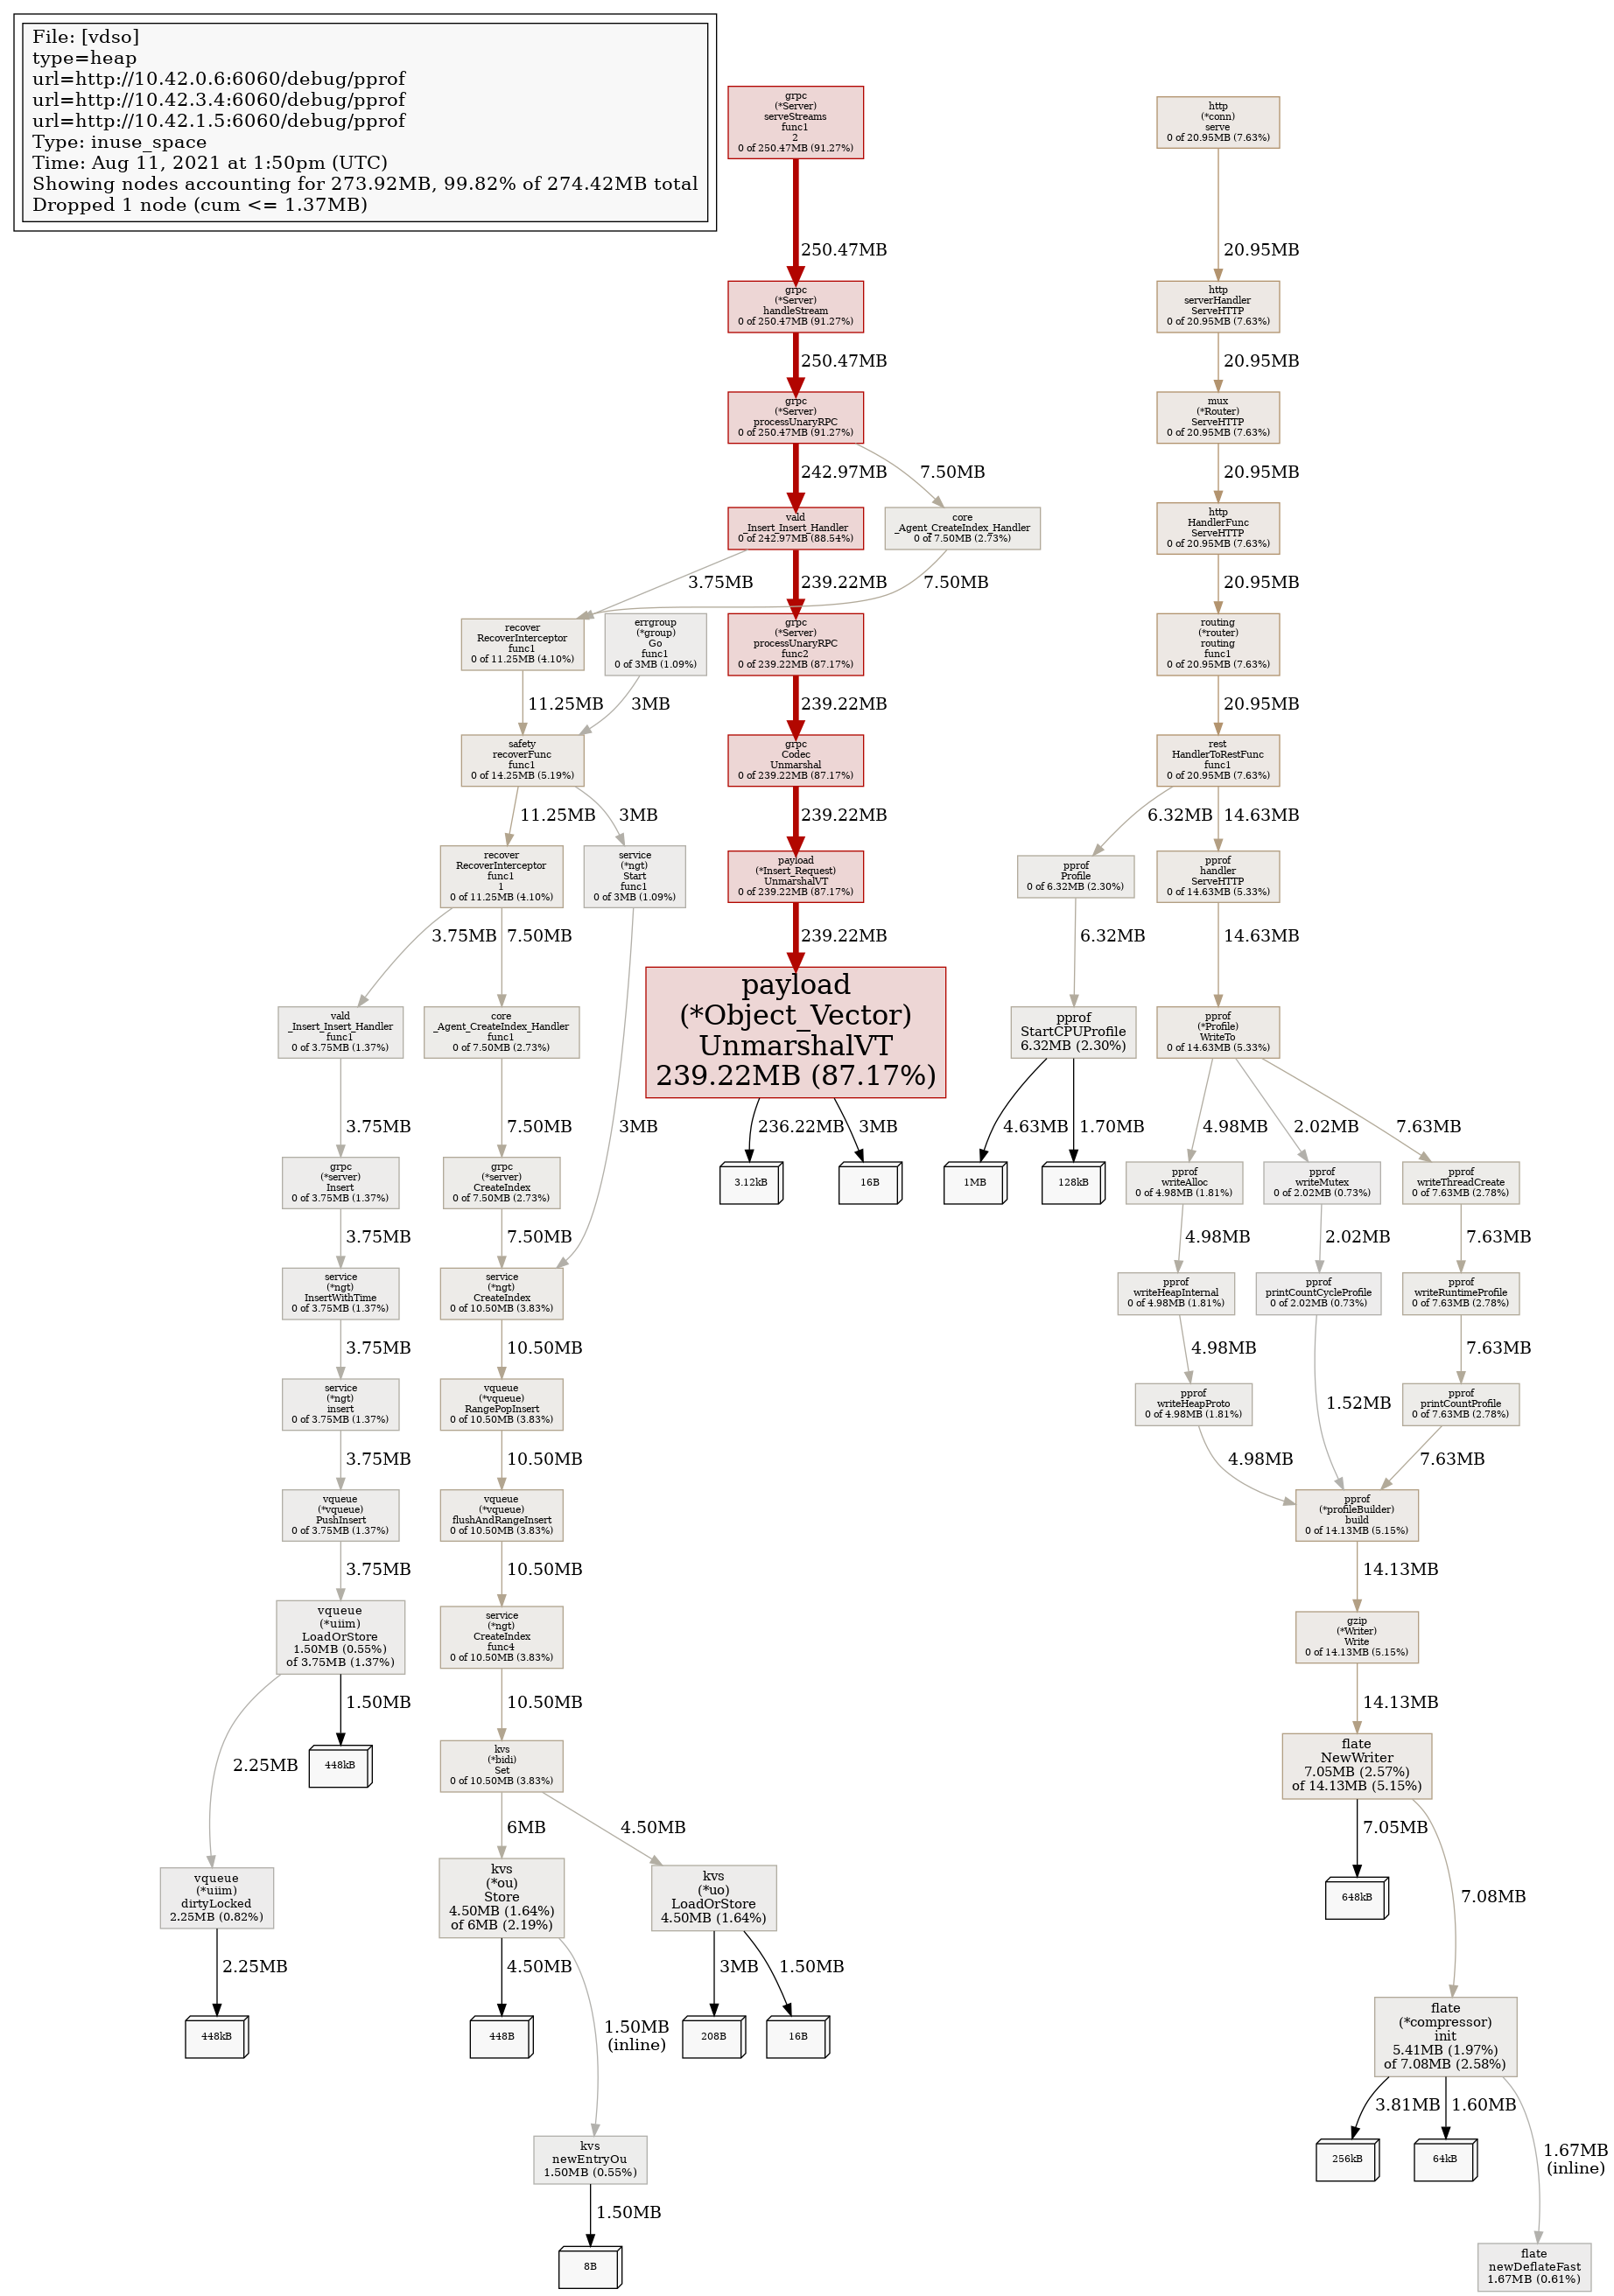 File: [vdso]
type=heap
url=http://10.42.0.6:6060/debug/pprof
url=http://10.42.3.4:6060/debug/pprof
url=http://10.42.1.5:6060/debug/pprof
Type: inuse_space
Time: Aug 11, 2021 at 1:50pm (UTC)
Showing nodes accounting for 273.92MB, 99.82% of 274.42MB total
Dropped 1 node (cum <= 1.37MB)
grpc
(*Server)
serveStreams
func1
2
0 of 250.47MB (91.27%)
250.47MB
grpc
(*Server)
handleStream
0 of 250.47MB (91.27%)
250.47MB
grpc
(*Server)
processUnaryRPC
0 of 250.47MB (91.27%)
242.97MB
7.50MB
vald
_Insert_Insert_Handler
0 of 242.97MB (88.54%)
core
_Agent_CreateIndex_Handler
0 of 7.50MB (2.73%)
3.75MB
239.22MB
7.50MB
recover
RecoverInterceptor
func1
0 of 11.25MB (4.10%)
errgroup
(*group)
Go
func1
0 of 3MB (1.09%)
grpc
(*Server)
processUnaryRPC
func2
0 of 239.22MB (87.17%)
11.25MB
3MB
239.22MB
safety
recoverFunc
func1
0 of 14.25MB (5.19%)
grpc
Codec
Unmarshal
0 of 239.22MB (87.17%)
11.25MB
3MB
239.22MB
recover
RecoverInterceptor
func1
1
0 of 11.25MB (4.10%)
service
(*ngt)
Start
func1
0 of 3MB (1.09%)
payload
(*Insert_Request)
UnmarshalVT
0 of 239.22MB (87.17%)
3.75MB
7.50MB
239.22MB
vald
_Insert_Insert_Handler
func1
0 of 3.75MB (1.37%)
core
_Agent_CreateIndex_Handler
func1
0 of 7.50MB (2.73%)
payload
(*Object_Vector)
UnmarshalVT
239.22MB (87.17%)
3.75MB
7.50MB
3MB
236.22MB
3MB
3.12kB
16B
grpc
(*server)
Insert
0 of 3.75MB (1.37%)
grpc
(*server)
CreateIndex
0 of 7.50MB (2.73%)
3.75MB
7.50MB
service
(*ngt)
InsertWithTime
0 of 3.75MB (1.37%)
service
(*ngt)
CreateIndex
0 of 10.50MB (3.83%)
3.75MB
10.50MB
service
(*ngt)
insert
0 of 3.75MB (1.37%)
vqueue
(*vqueue)
RangePopInsert
0 of 10.50MB (3.83%)
3.75MB
10.50MB
vqueue
(*vqueue)
PushInsert
0 of 3.75MB (1.37%)
vqueue
(*vqueue)
flushAndRangeInsert
0 of 10.50MB (3.83%)
3.75MB
10.50MB
vqueue
(*uiim)
LoadOrStore
1.50MB (0.55%)
of 3.75MB (1.37%)
service
(*ngt)
CreateIndex
func4
0 of 10.50MB (3.83%)
2.25MB
1.50MB
448kB
10.50MB
kvs
(*bidi)
Set
0 of 10.50MB (3.83%)
6MB
4.50MB
vqueue
(*uiim)
dirtyLocked
2.25MB (0.82%)
kvs
(*ou)
Store
4.50MB (1.64%)
of 6MB (2.19%)
kvs
(*uo)
LoadOrStore
4.50MB (1.64%)
2.25MB
448kB
4.50MB
448B
1.50MB
(inline)
3MB
1.50MB
208B
16B
kvs
newEntryOu
1.50MB (0.55%)
1.50MB
8B
http
(*conn)
serve
0 of 20.95MB (7.63%)
20.95MB
http
serverHandler
ServeHTTP
0 of 20.95MB (7.63%)
20.95MB
mux
(*Router)
ServeHTTP
0 of 20.95MB (7.63%)
20.95MB
http
HandlerFunc
ServeHTTP
0 of 20.95MB (7.63%)
20.95MB
routing
(*router)
routing
func1
0 of 20.95MB (7.63%)
20.95MB
rest
HandlerToRestFunc
func1
0 of 20.95MB (7.63%)
6.32MB
14.63MB
pprof
Profile
0 of 6.32MB (2.30%)
pprof
handler
ServeHTTP
0 of 14.63MB (5.33%)
6.32MB
14.63MB
pprof
StartCPUProfile
6.32MB (2.30%)
pprof
(*Profile)
WriteTo
0 of 14.63MB (5.33%)
4.63MB
1.70MB
4.98MB
2.02MB
7.63MB
1MB
128kB
pprof
writeAlloc
0 of 4.98MB (1.81%)
pprof
writeMutex
0 of 2.02MB (0.73%)
pprof
writeThreadCreate
0 of 7.63MB (2.78%)
4.98MB
2.02MB
7.63MB
pprof
writeHeapInternal
0 of 4.98MB (1.81%)
pprof
printCountCycleProfile
0 of 2.02MB (0.73%)
pprof
writeRuntimeProfile
0 of 7.63MB (2.78%)
4.98MB
1.52MB
7.63MB
pprof
writeHeapProto
0 of 4.98MB (1.81%)
pprof
printCountProfile
0 of 7.63MB (2.78%)
4.98MB
7.63MB
pprof
(*profileBuilder)
build
0 of 14.13MB (5.15%)
14.13MB
gzip
(*Writer)
Write
0 of 14.13MB (5.15%)
14.13MB
flate
NewWriter
7.05MB (2.57%)
of 14.13MB (5.15%)
7.05MB
648kB
7.08MB
flate
(*compressor)
init
5.41MB (1.97%)
of 7.08MB (2.58%)
3.81MB
1.60MB
1.67MB
(inline)
256kB
64kB
flate
newDeflateFast
1.67MB (0.61%)